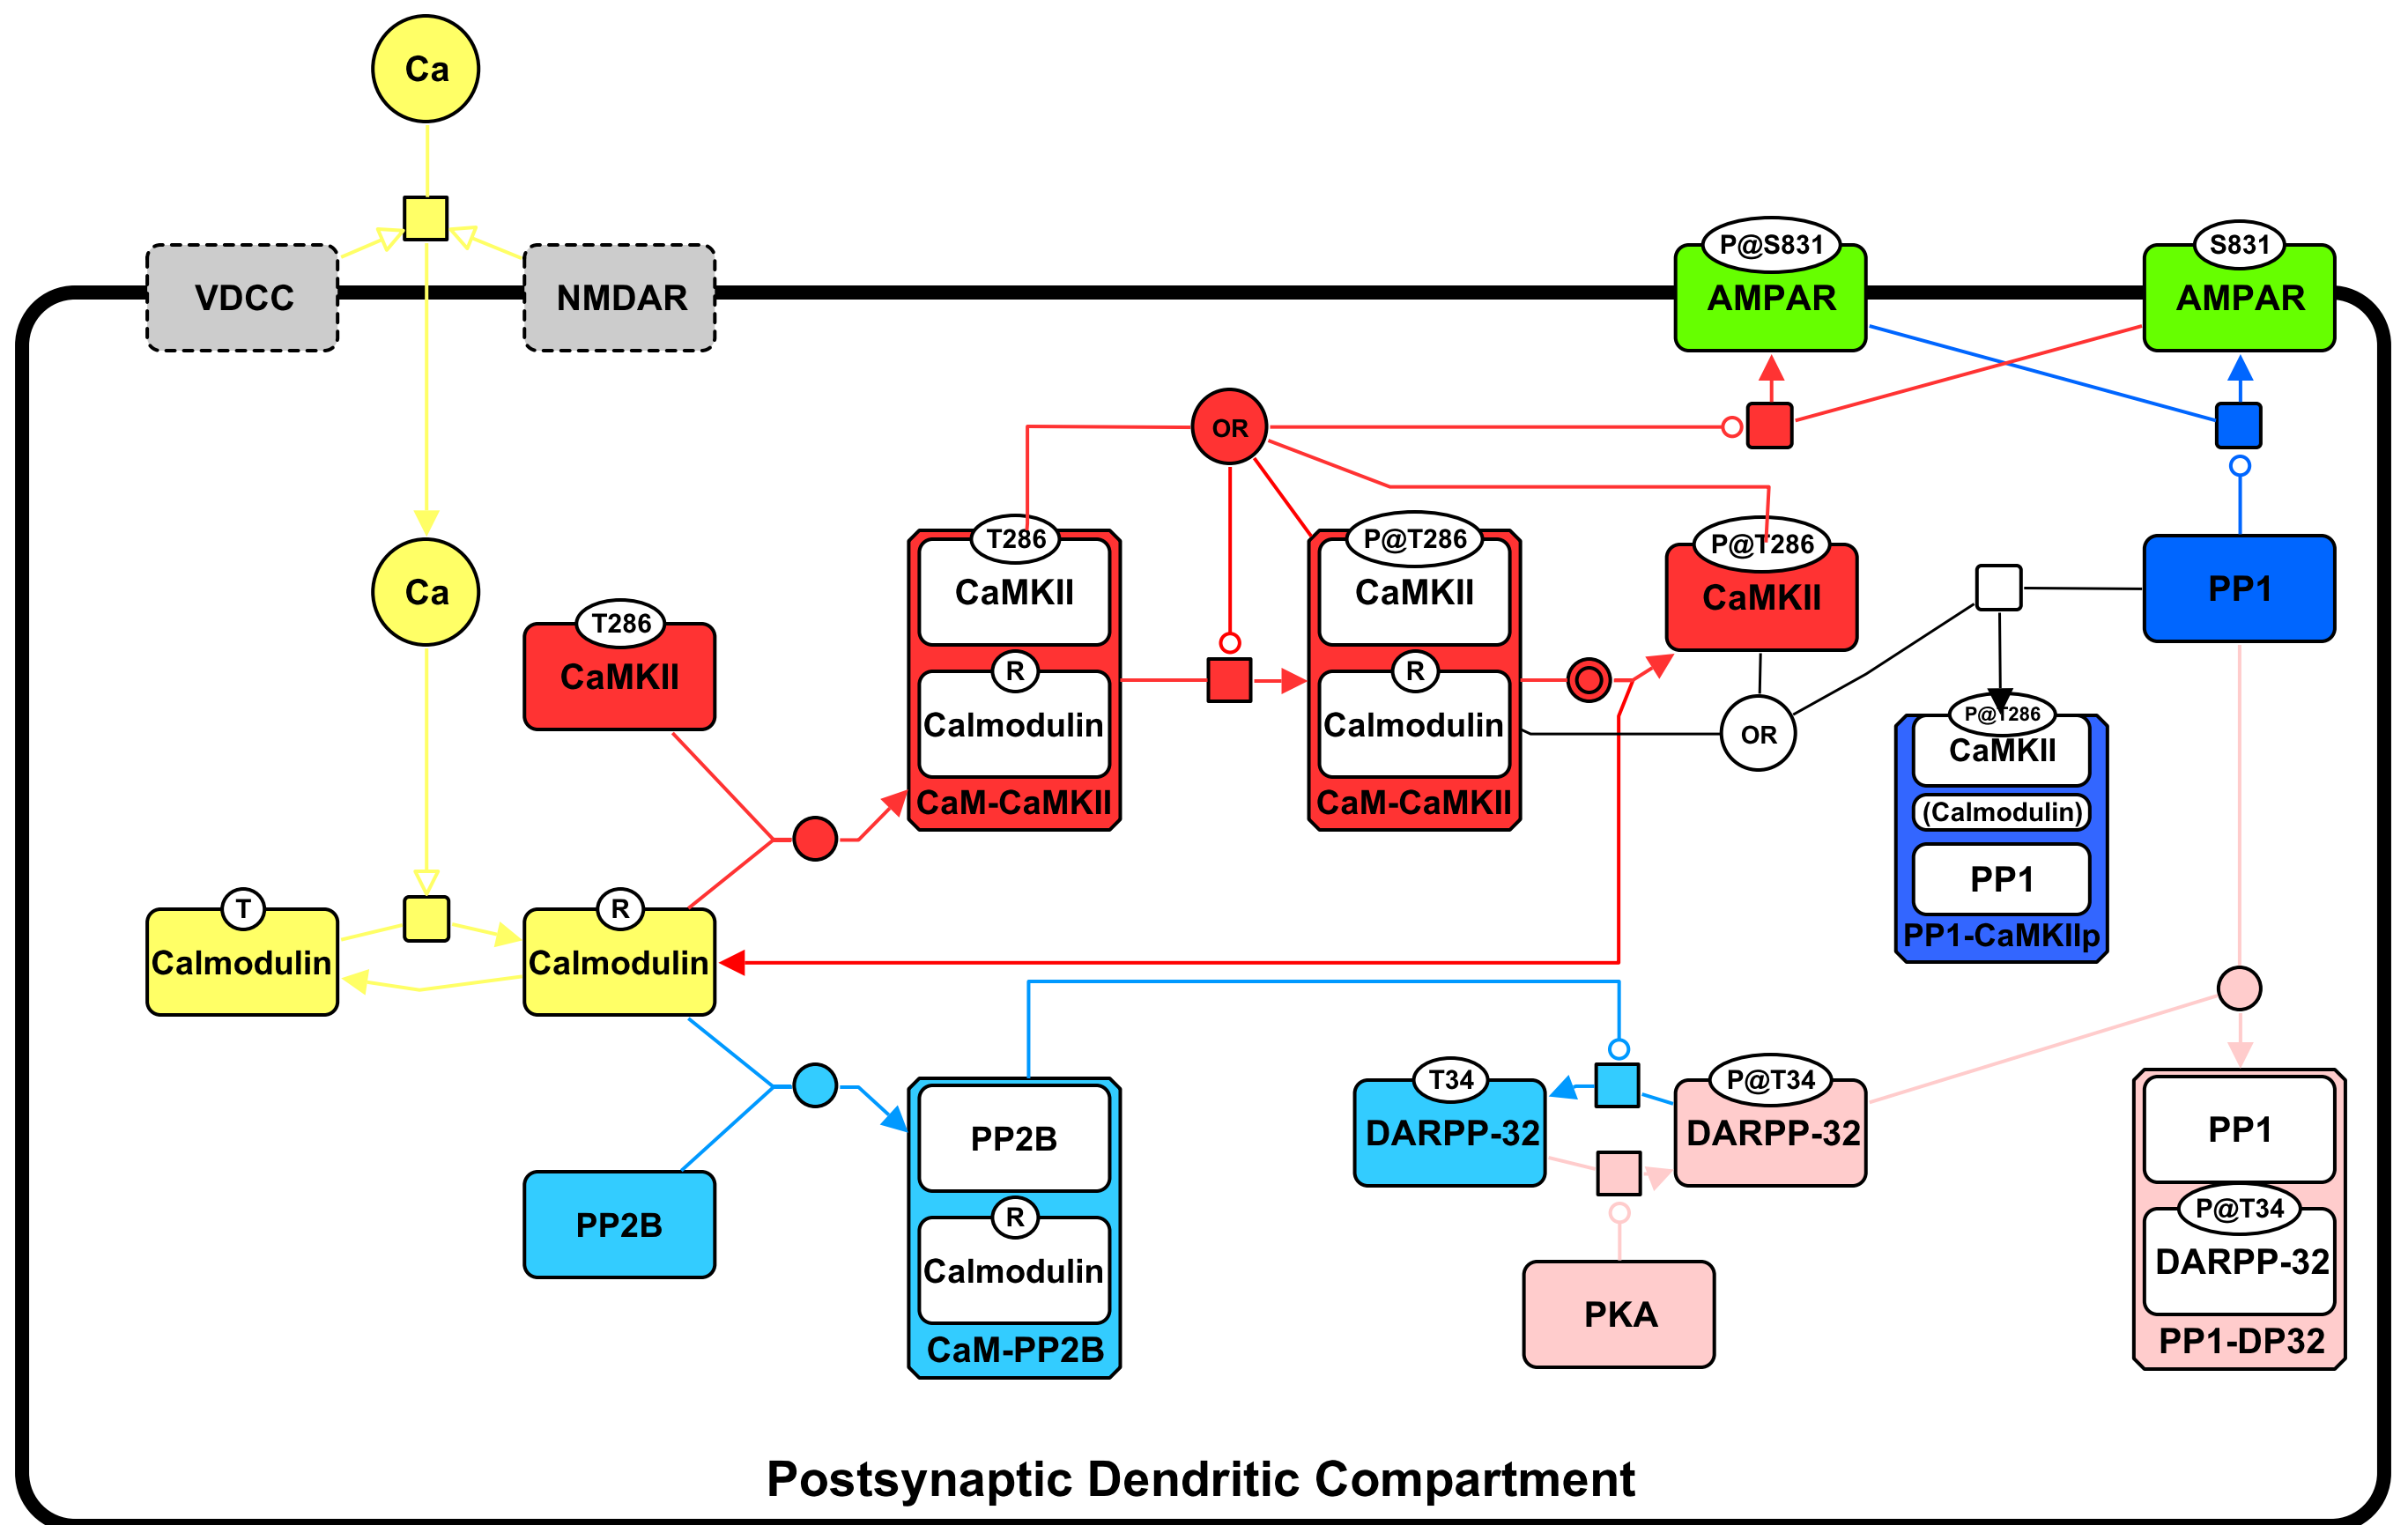 Ca
P@S831
S831
VDCC
NMDAR
AMPAR
AMPAR
OR
T286
P@T286
P@T286
Ca
CaMKII
CaMKII
CaMKII
PP1
T286
CaMKII
R
R
Calmodulin
Calmodulin
OR
P@T286
CaMKII
CaM-CaMKII
CaM-CaMKII
(Calmodulin)
PP1
PP1-CaMKIIp
T
R
Calmodulin
Calmodulin
T34
P@T34
DARPP-32
DARPP-32
PP2B
PP1
PP2B
R
P@T34
Calmodulin
DARPP-32
PKA
CaM-PP2B
PP1-DP32
Postsynaptic Dendritic Compartment